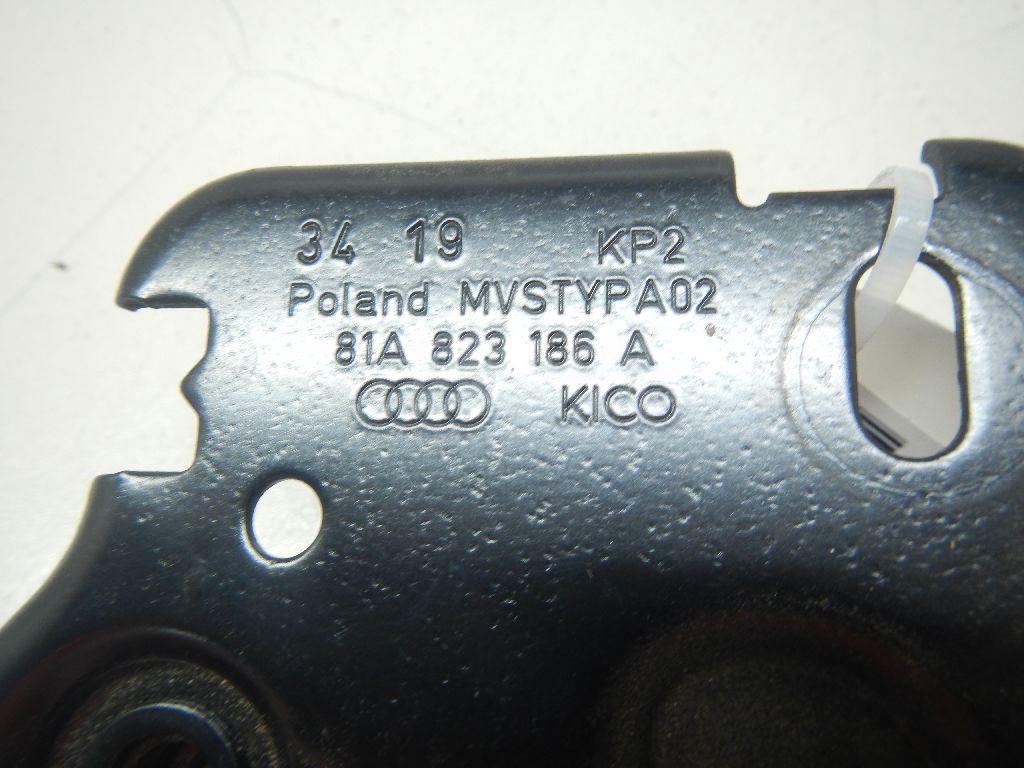 34 19 KP2
Poland MVSTYPA02
81A 823 186 A
KICO